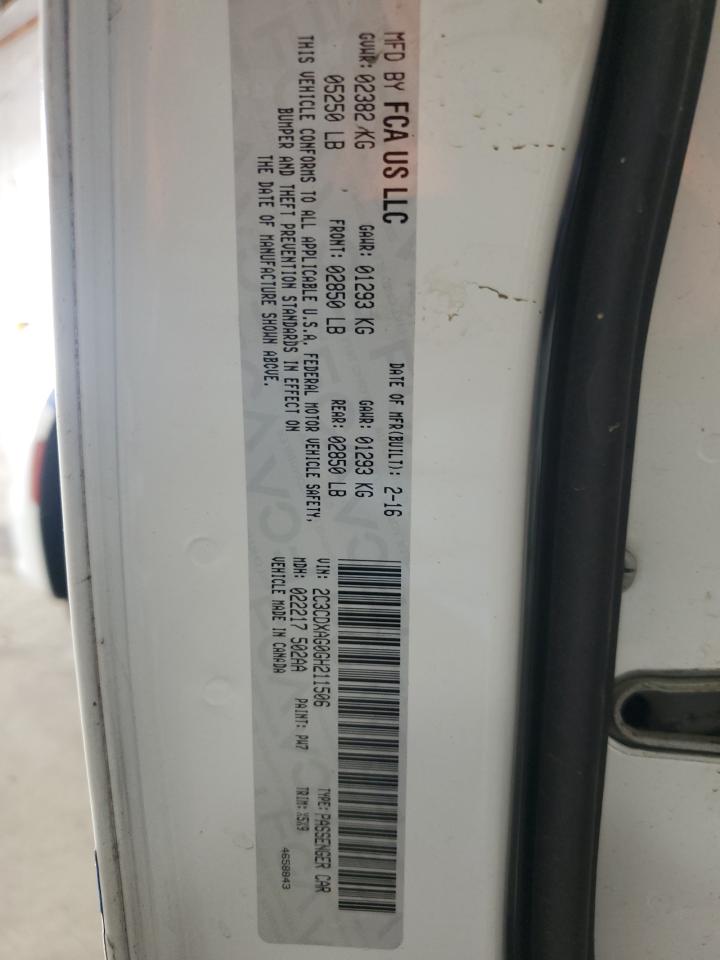 MFD BY FCA US LLC
DATE OF MFR(BUILT): 2-16
GVWR: 02382 KG GAWR: 01293 KG GAWR: 01293 KG
05250 LB FRONT: 02850 LB REAR: 02850 LB
THIS VEHICLE CONFORMS TO ALL APPLICABLE U.S.A. FEDERAL MOTOR VEHICLE SAFETY,
BUMPER AND THEFT PREVENTION STANDARDS IN EFFECT ON
THE DATE OF MANUFACTURE SHOWN ABOVE.
VIN: 2C3CDXAG0GH211506 TYPE: PASSENGER CAR
MDH: 022217 502AA PAINT: PW7 TRIM: X5X9
VEHICLE MADE IN CANADA
4658843